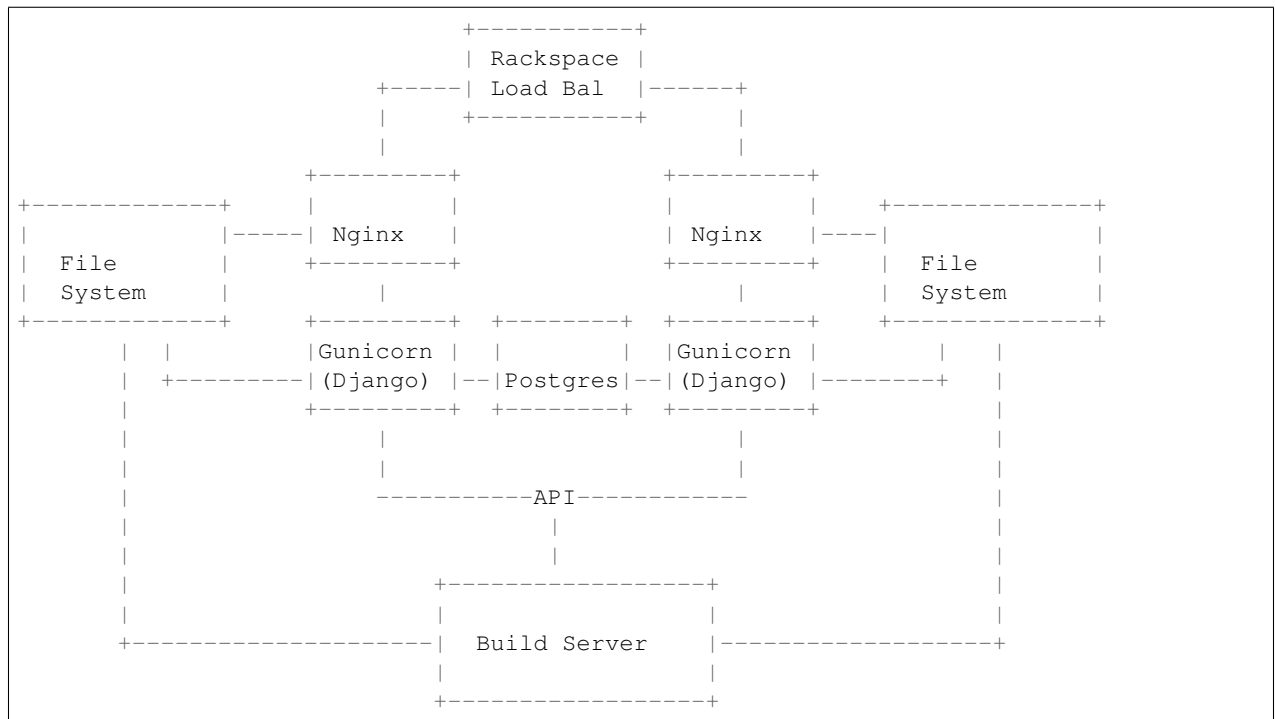 Rackspace
Load Bal
Nginx
Nginx
File
System
File
System
Gunicorn
(Django)
Postgres
Gunicorn
(Django)
API
Build Server